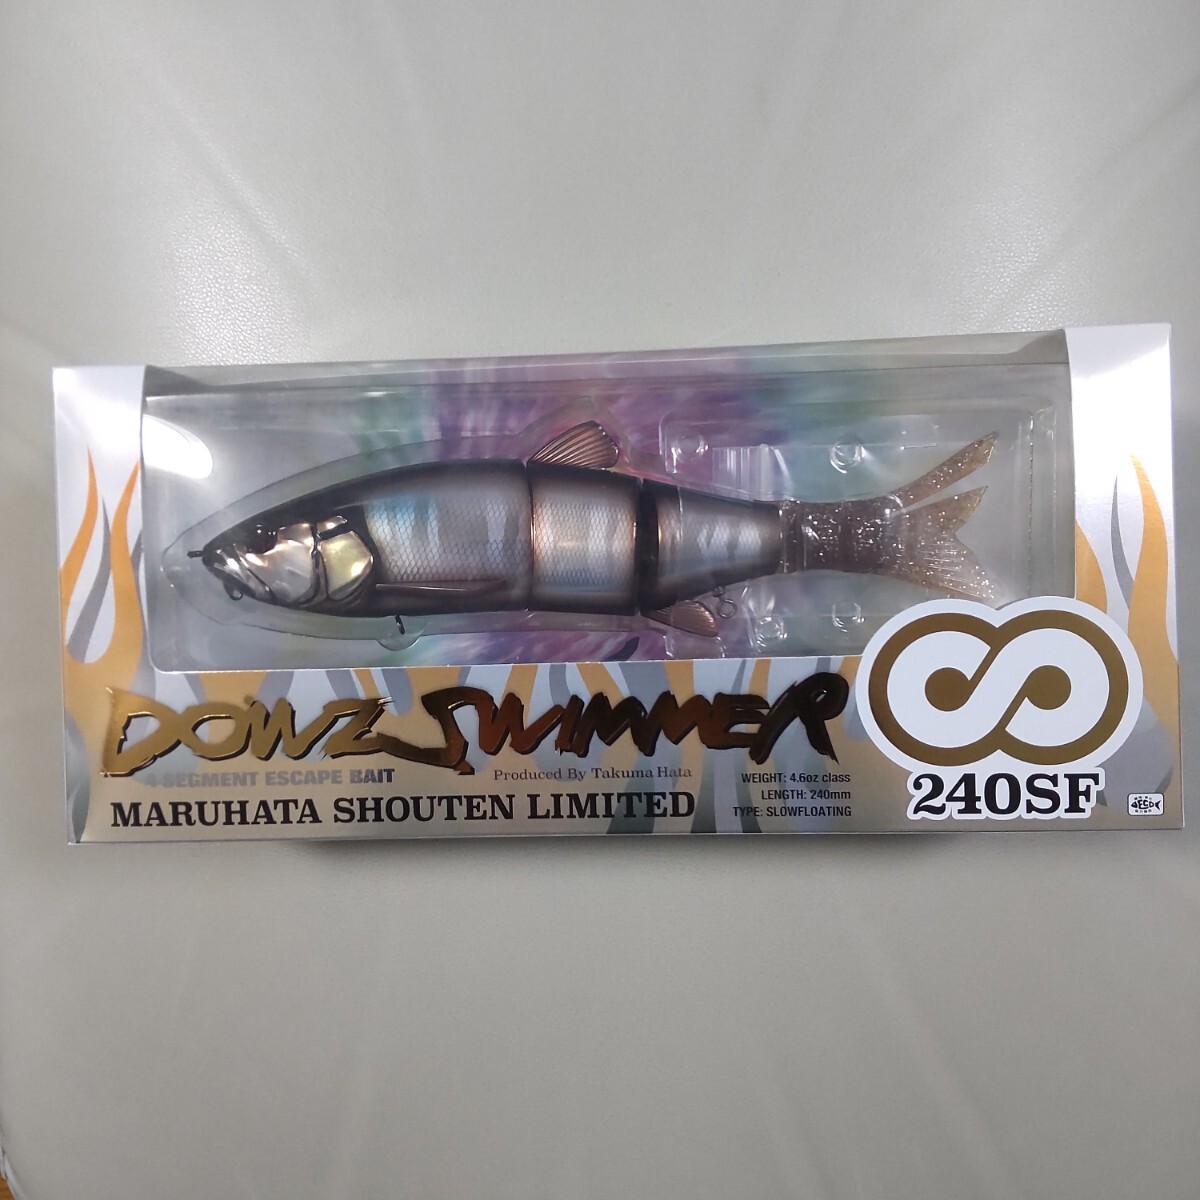 DOWZ SWIMMER
4-SEGMENT ESCAPE BAIT
Produced By Takuma Hata
MARUHATA SHOUTEN LIMITED
WEIGHT: 4.6oz class
LENGTH: 240mm
TYPE: SLOWFLOATING
240SF